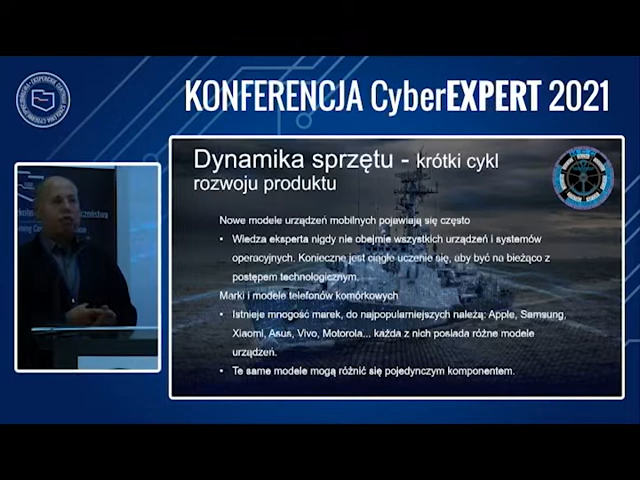 KONFERENCJA CyberEXPERT 2021
Dynamika sprzętu - krótki cykl
rozwoju produktu
Nowe modele urządzeń mobilnych pojawiają się często
• Wiedza eksperta nigdy nie obejmie wszystkich urządzeń i systemów
operacyjnych. Konieczne jest ciągłe uczenie się, aby być na bieżąco z
postępem technologicznym.
Marki i modele telefonów komórkowych
• Istnieje mnogość marek, do najpopularniejszych należą: Apple, Samsung,
Xiaomi, Asus, Vivo, Motorola... każda z nich posiada różne modele
urządzeń.
• Te same modele mogą różnić się pojedynczym komponentem.